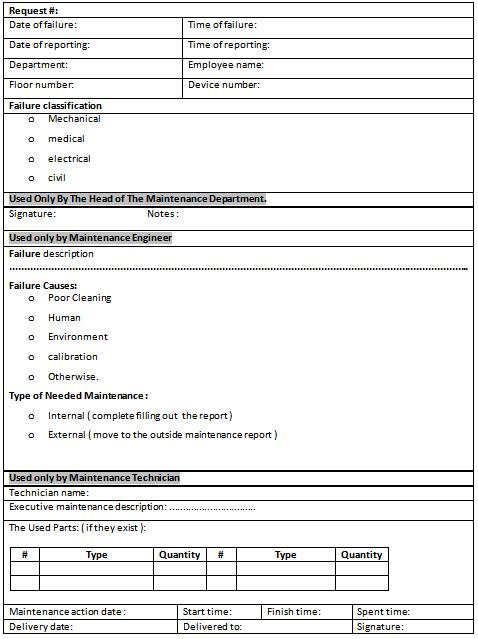 Request #:
Date of failure: Time of failure:
Date of reporting: Time of reporting:
Department: Employee name:
Floor number: Device number:
Failure classification
o Mechanical
o medical
o electrical
o civil
Used Only By The Head of The Maintenance Department.
Signature: Notes :
Used only by Maintenance Engineer
Failure description
................................................................................
Failure Causes:
o Poor Cleaning
o Human
o Environment
o calibration
o Otherwise.
Type of Needed Maintenance :
o Internal ( complete filling out the report )
o External ( move to the outside maintenance report )
Used only by Maintenance Technician
Technician name:
Executive maintenance description: ................................
The Used Parts: ( if they exist ):
# Type Quantity # Type Quantity
Maintenance action date : Start time: Finish time: Spent time:
Delivery date: Delivered to: Signature: